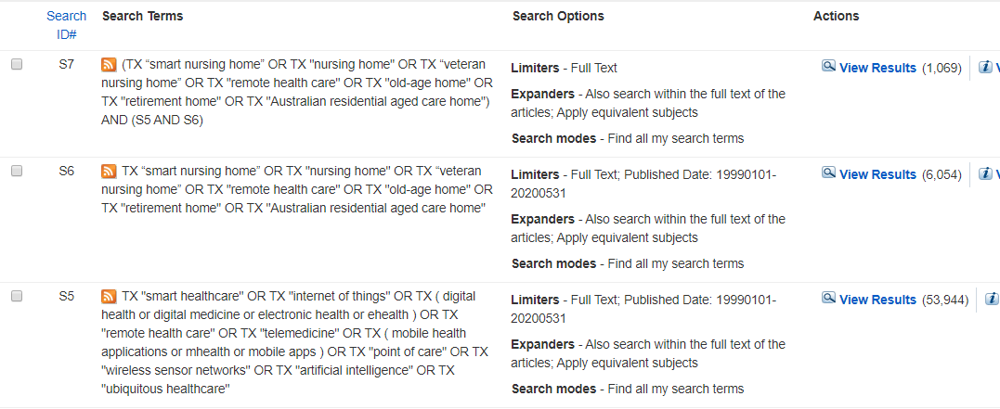 Search ID# Search Terms Search Options Actions
S7
(TX “smart nursing home” OR TX "nursing home" OR TX “veteran
nursing home” OR TX "remote health care" OR TX "old-age home" OR
TX "retirement home" OR TX "Australian residential aged care home")
AND (S5 AND S6)
Limiters - Full Text
Expanders - Also search within the full text of the
articles; Apply equivalent subjects
Search modes - Find all my search terms
View Results (1,069)
S6
TX “smart nursing home” OR TX "nursing home" OR TX “veteran
nursing home” OR TX "remote health care" OR TX "old-age home" OR
TX "retirement home" OR TX "Australian residential aged care home"
Limiters - Full Text; Published Date: 19990101-
20200531
Expanders - Also search within the full text of the
articles; Apply equivalent subjects
Search modes - Find all my search terms
View Results (6,054)
S5
TX "smart healthcare" OR TX "internet of things" OR TX ( digital
health or digital medicine or electronic health or ehealth ) OR TX
"remote health care" OR TX "telemedicine" OR TX ( mobile health
applications or mhealth or mobile apps ) OR TX "point of care" OR TX
"wireless sensor networks" OR TX "artificial intelligence" OR TX
"ubiquitous healthcare"
Limiters - Full Text; Published Date: 19990101-
20200531
Expanders - Also search within the full text of the
articles; Apply equivalent subjects
Search modes - Find all my search terms
View Results (53,944)